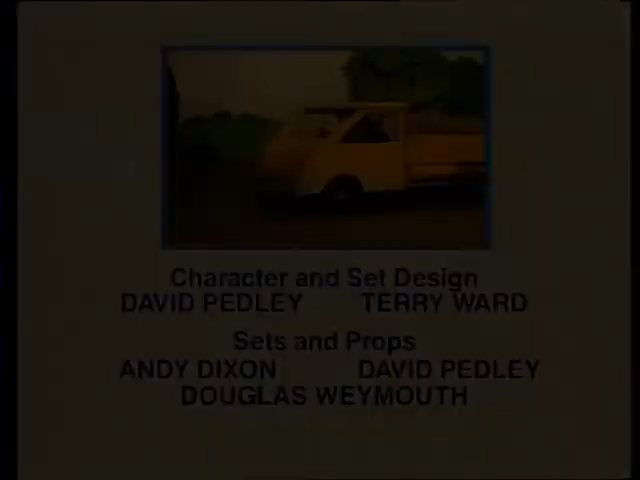 Character and Set Design
DAVID PEDLEY TERRY WARD
Sets and Props
ANDY DIXON DAVID PEDLEY
DOUGLAS WEYMOUTH